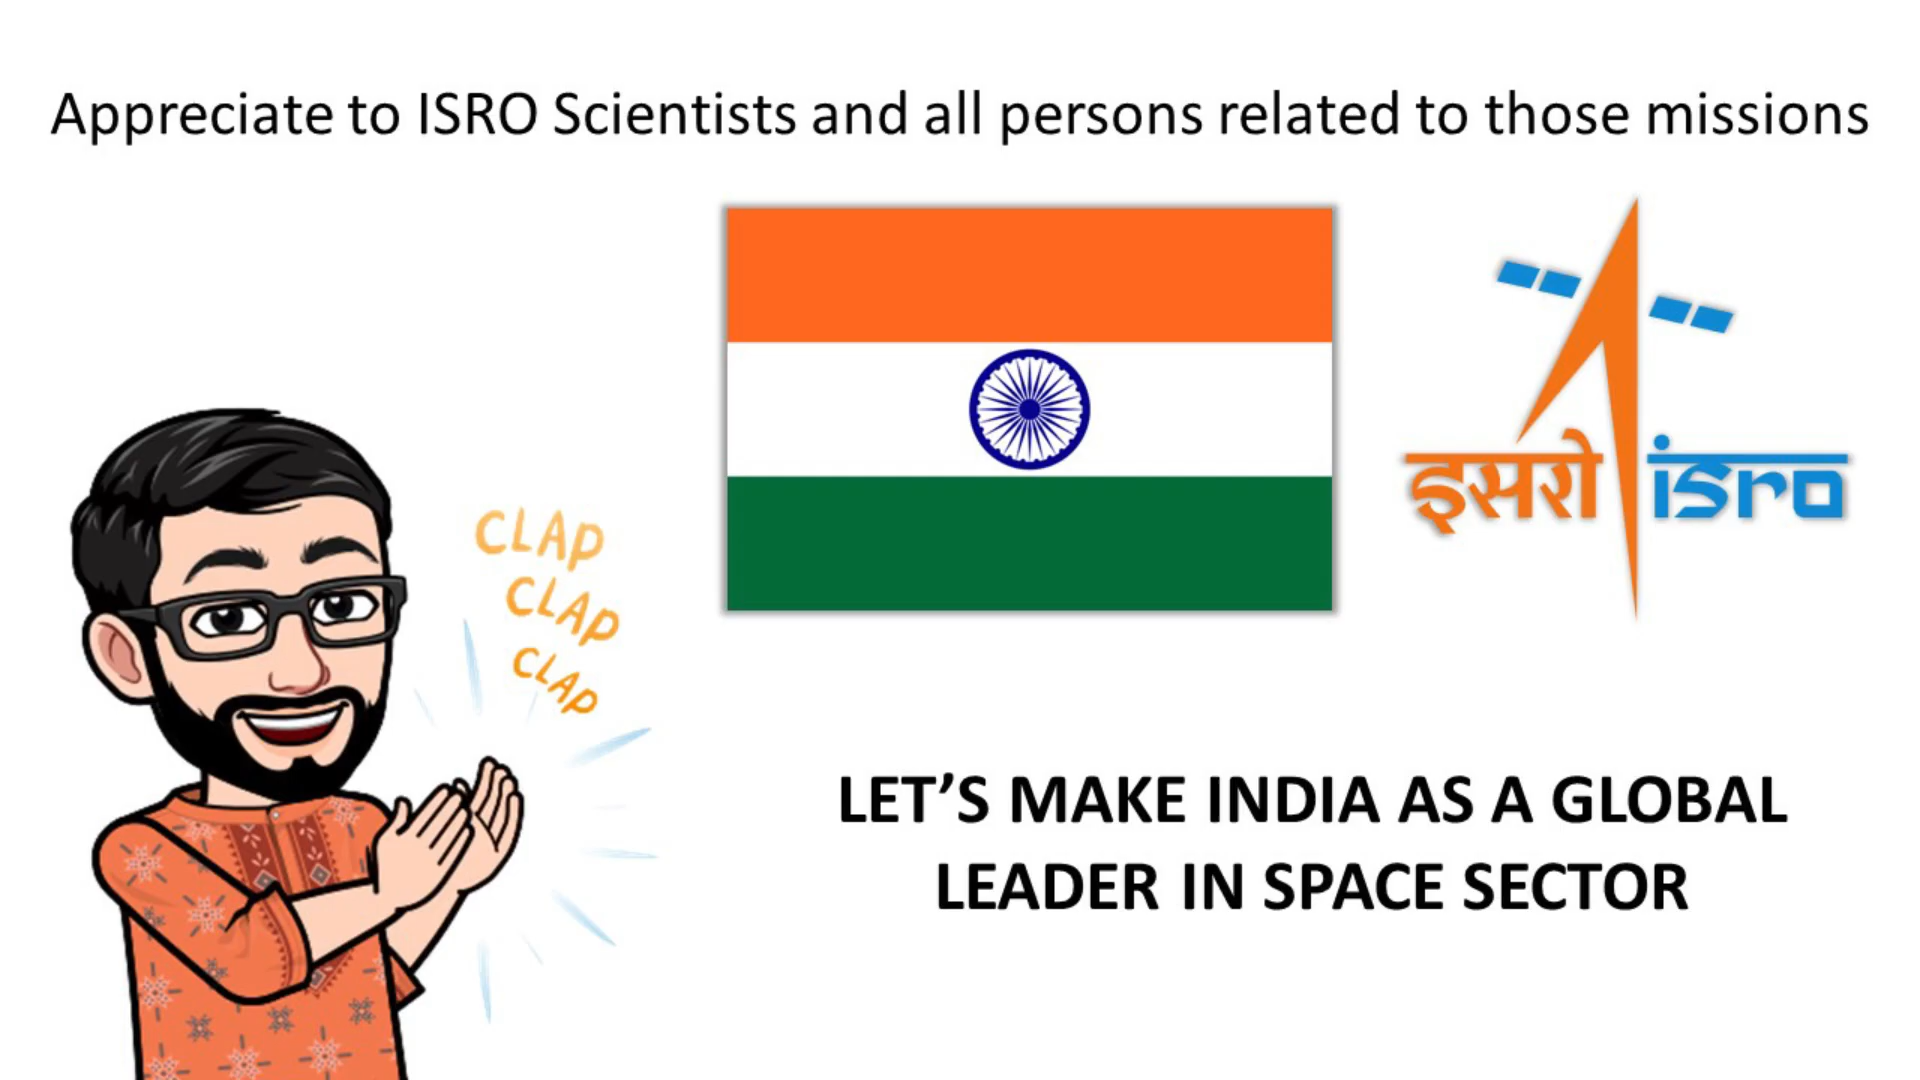 Appreciate to ISRO Scientists and all persons related to those missions
CLAP
CLAP
CLAP
इसरो isro
LET’S MAKE INDIA AS A GLOBAL
LEADER IN SPACE SECTOR